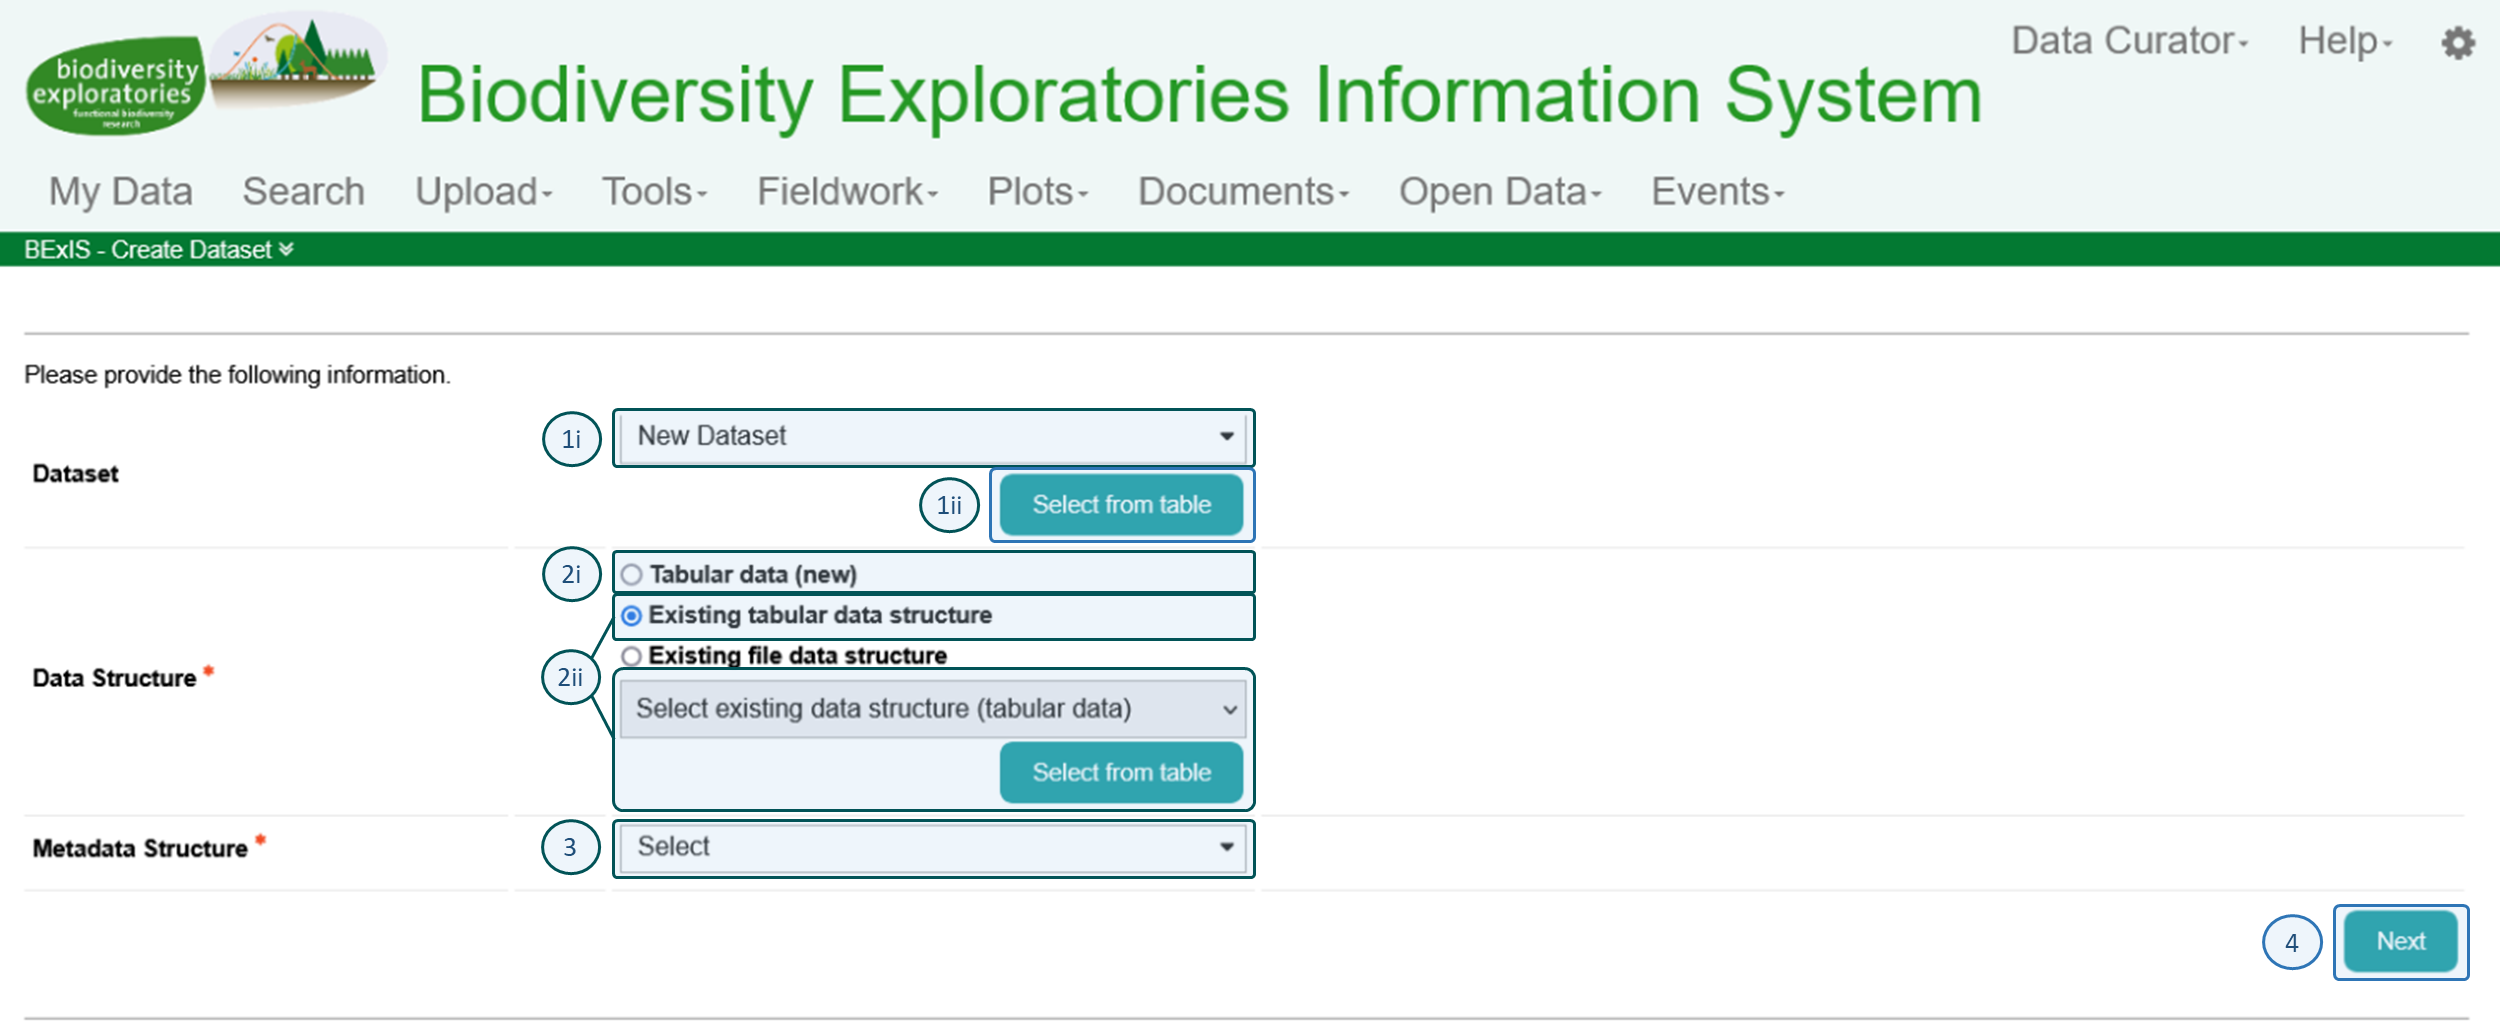 biodiversity
exploratories
functional biodiversity
research
Biodiversity Exploratories Information System
Data Curator Help
My Data Search Upload Tools Fieldwork Plots Documents Open Data Events
BExIS - Create Dataset
Please provide the following information.
1i New Dataset
Dataset
1ii Select from table
2i Tabular data (new)
Existing tabular data structure
Existing file data structure
Data Structure * 2ii
Select existing data structure (tabular data)
Select from table
Metadata Structure * 3 Select
4 Next